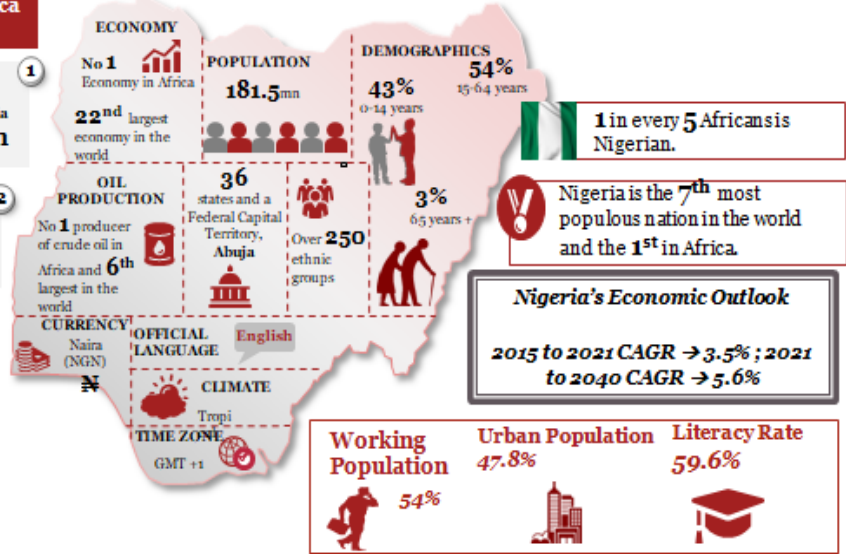 ca
1
a
n
2
ECONOMY
No 1
Economy in Africa
22nd largest
economy in the
world
POPULATION
181.5mn
DEMOGRAPHICS
43%
0-14 years
54%
15-64 years
3%
65 years +
OIL
PRODUCTION
No 1 producer
of crude oil in
Africa and 6th
largest in the
world
36
states and a
Federal Capital
Territory,
Abuja
Over 250
ethnic
groups
CURRENCY
Naira
(NGN)
₦
OFFICIAL
LANGUAGE
English
CLIMATE
Tropi
TIME ZONE
GMT +1
1 in every 5 Africans is
Nigerian.
Nigeria is the 7th most
populous nation in the world
and the 1st in Africa.
Nigeria's Economic Outlook
2015 to 2021 CAGR → 3.5% ; 2021
to 2040 CAGR → 5.6%
Working
Population
54%
Urban Population
47.8%
Literacy Rate
59.6%